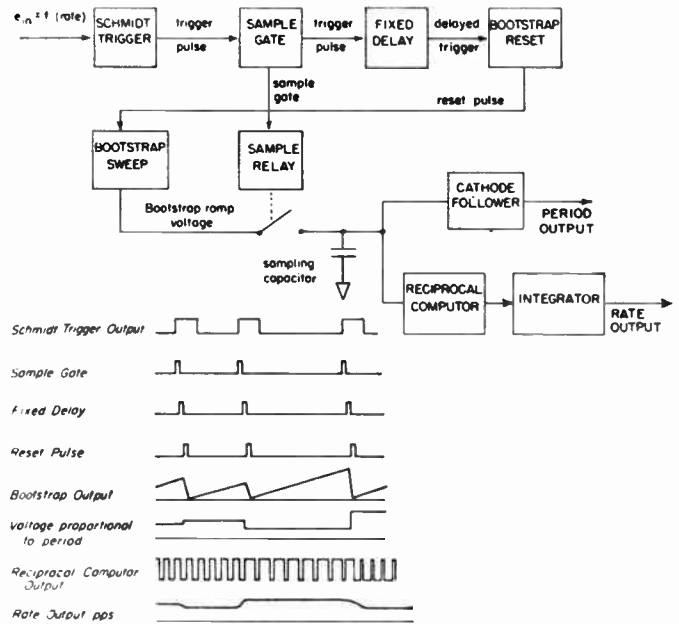 e_in = f (rate)
SCHMIDT
TRIGGER
trigger
pulse
SAMPLE
GATE
trigger
pulse
FIXED
DELAY
delayed
trigger
BOOTSTRAP
RESET
sample
gate
reset pulse
BOOTSTRAP
SWEEP
SAMPLE
RELAY
Bootstrap ramp
voltage
sampling
capacitor
CATHODE
FOLLOWER
PERIOD
OUTPUT
RECIPROCAL
COMPUTOR
INTEGRATOR
RATE
OUTPUT
Schmidt Trigger Output
Sample Gate
Fixed Delay
Reset Pulse
Bootstrap Output
Voltage proportional
to period
Reciprocal Computor
Output
Rate Output pps